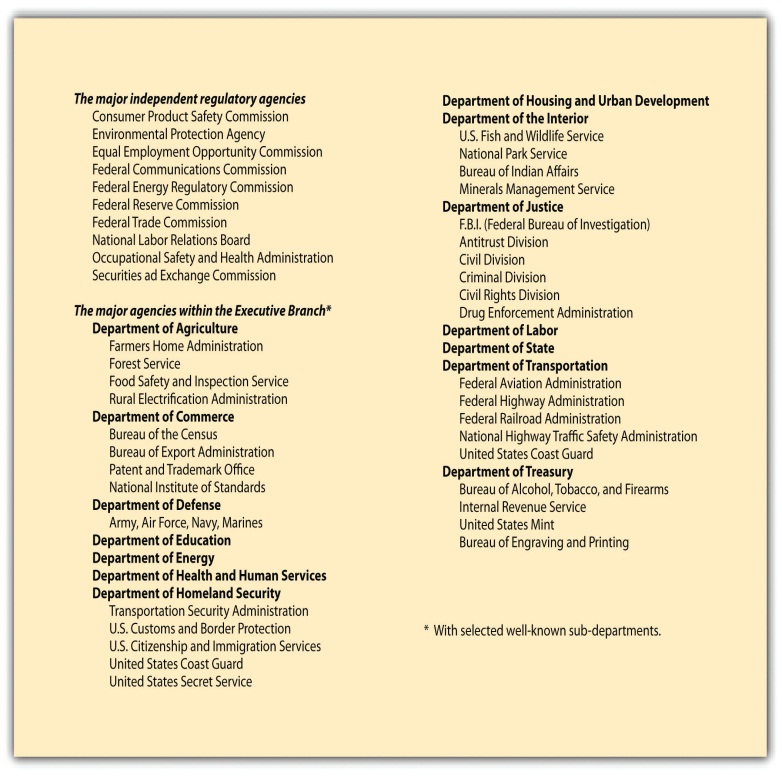 The major independent regulatory agencies
Consumer Product Safety Commission
Environmental Protection Agency
Equal Employment Opportunity Commission
Federal Communications Commission
Federal Energy Regulatory Commission
Federal Reserve Commission
Federal Trade Commission
National Labor Relations Board
Occupational Safety and Health Administration
Securities ad Exchange Commission
The major agencies within the Executive Branch*
Department of Agriculture
Farmers Home Administration
Forest Service
Food Safety and Inspection Service
Rural Electrification Administration
Department of Commerce
Bureau of the Census
Bureau of Export Administration
Patent and Trademark Office
National Institute of Standards
Department of Defense
Army, Air Force, Navy, Marines
Department of Education
Department of Energy
Department of Health and Human Services
Department of Homeland Security
Transportation Security Administration
U.S. Customs and Border Protection
U.S. Citizenship and Immigration Services
United States Coast Guard
United States Secret Service
Department of Housing and Urban Development
Department of the Interior
U.S. Fish and Wildlife Service
National Park Service
Bureau of Indian Affairs
Minerals Management Service
Department of Justice
F.B.I. (Federal Bureau of Investigation)
Antitrust Division
Civil Division
Criminal Division
Civil Rights Division
Drug Enforcement Administration
Department of Labor
Department of State
Department of Transportation
Federal Aviation Administration
Federal Highway Administration
Federal Railroad Administration
National Highway Traffic Safety Administration
United States Coast Guard
Department of Treasury
Bureau of Alcohol, Tobacco, and Firearms
Internal Revenue Service
United States Mint
Bureau of Engraving and Printing
* With selected well-known sub-departments.